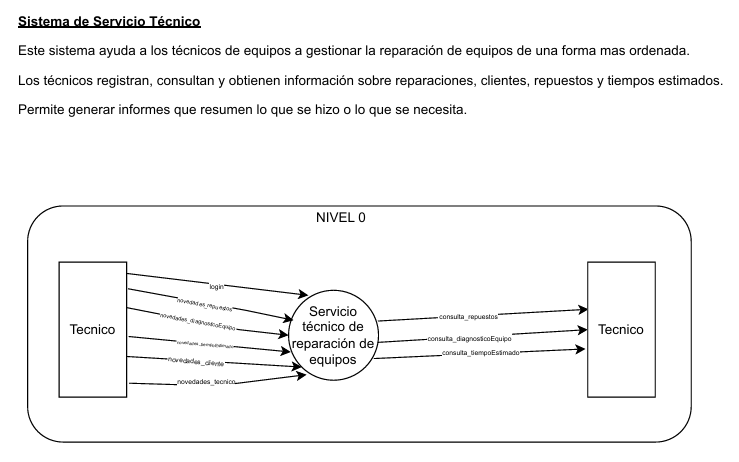 Sistema de Servicio Técnico
Este sistema ayuda a los técnicos de equipos a gestionar la reparación de equipos de una forma mas ordenada.
Los técnicos registran, consultan y obtienen información sobre reparaciones, clientes, repuestos y tiempos estimados.
Permite generar informes que resumen lo que se hizo o lo que se necesita.
NIVEL 0
Tecnico
login
novedades_repuestos
novedades_diagnosticoEquipo
novedades_cliente
novedades_tecnico
Servicio
técnico de
reparación de
equipos
consulta_repuestos
consulta_diagnosticoEquipo
consulta_tiempoEstimado
Tecnico